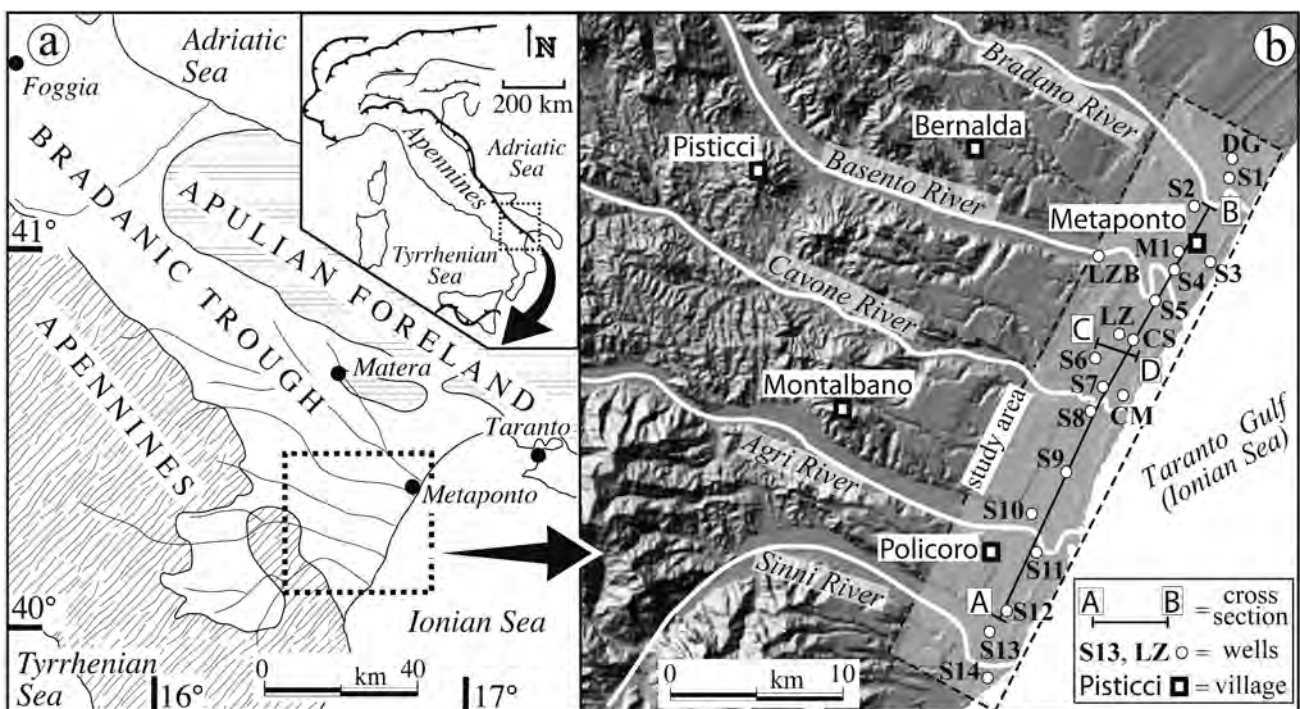 a
Adriatic
Sea
Foggia
BRADANIC TROUGH
APULIAN FORELAND
APENNINES
41°
Matera
Taranto
Metaponto
40°
Ionian Sea
Tyrrhenian
Sea
16°
17°
0
40
km
N
200 km
Apennines
Adriatic
Sea
Tyrrhenian
Sea
b
Bradano River
Bernalda
Pisticci
Basento River
DG
S1
S2
B
Metaponto
M1
LZB
S4
S3
S5
Cavone River
LZ
C
CS
S6
D
S7
Montalbano
CM
S8
study area
Agri River
S9
Taranto Gulf
(Ionian Sea)
S10
Policoro
S11
Sinni River
A
S12
S13
S14
0
10
km
A
B
= cross
section
S13, LZ
= wells
Pisticci
= village